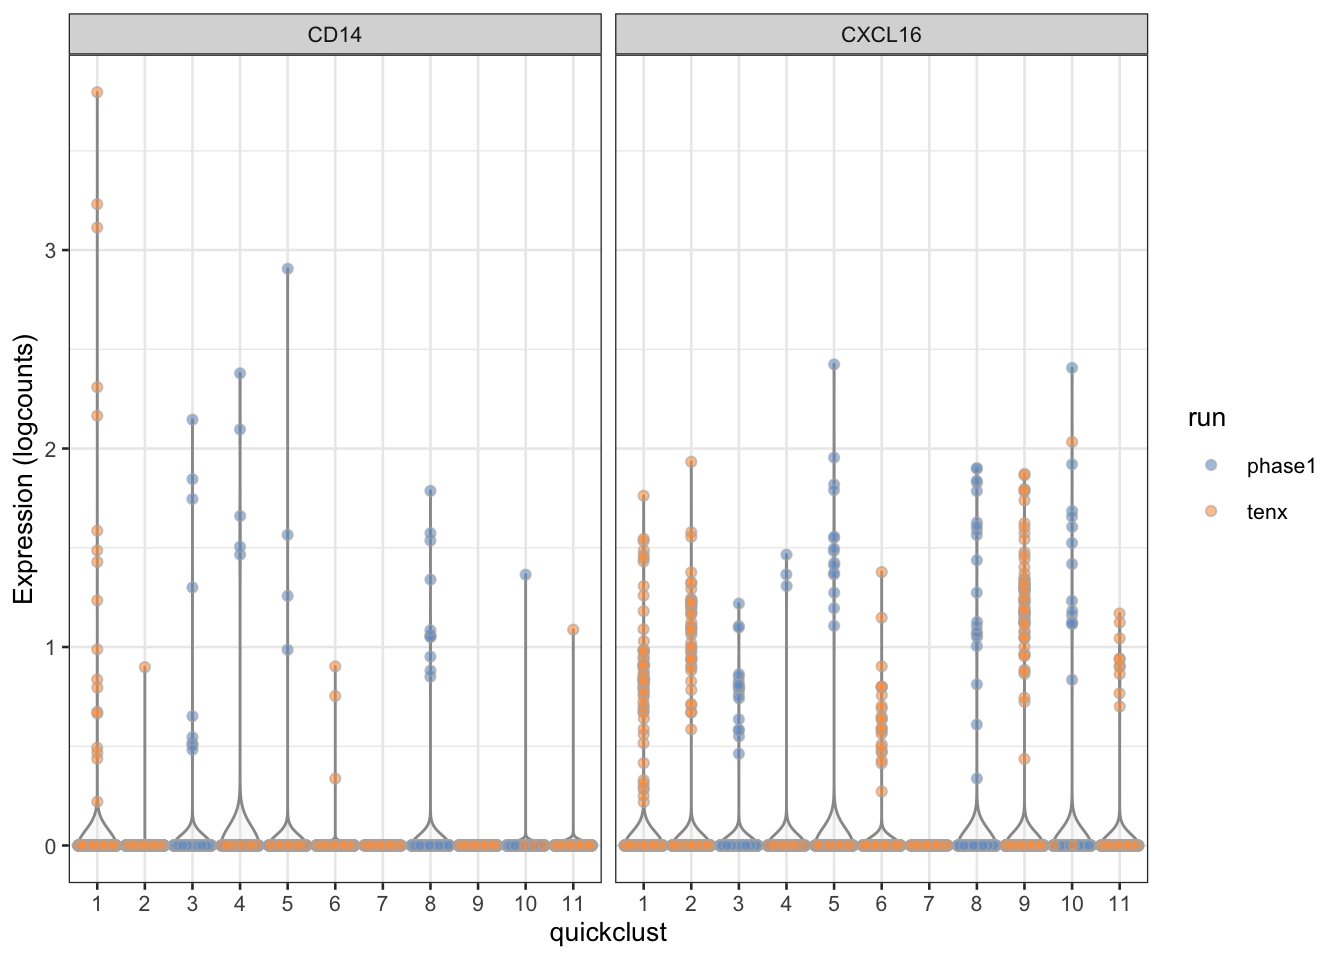 CD14 CXCL16
3
2
1
0
1 2 3 4 5 6 7 8 9 10 11 1 2 3 4 5 6 7 8 9 10 11
quickclust
Expression (logcounts)
run
phase1
tenx